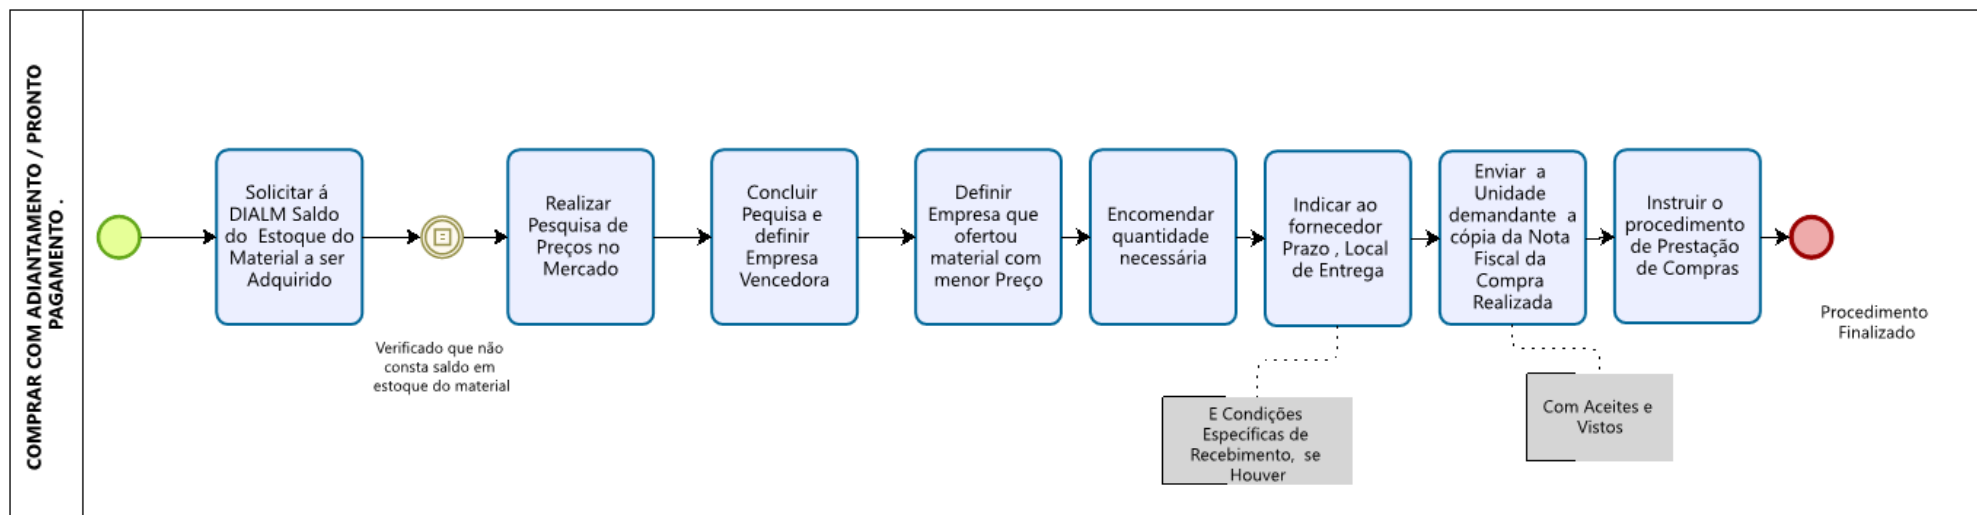 COMPRAR COM ADIANTAMENTO / PRONTO
PAGAMENTO .
Solicitar á
DIALM Saldo
do Estoque do
Material a ser
Adquirido
Verificado que não
consta saldo em
estoque do material
Realizar
Pesquisa de
Preços no
Mercado
Concluir
Pequisa e
definir
Empresa
Vencedora
Definir
Empresa que
ofertou
material com
menor Preço
Encomendar
quantidade
necessária
Indicar ao
fornecedor
Prazo , Local
de Entrega
E Condições
Específicas de
Recebimento, se
Houver
Enviar a
Unidade
demandante a
cópia da Nota
Fiscal da
Compra
Realizada
Com Aceites e
Vistos
Instruir o
procedimento
de Prestação
de Compras
Procedimento
Finalizado